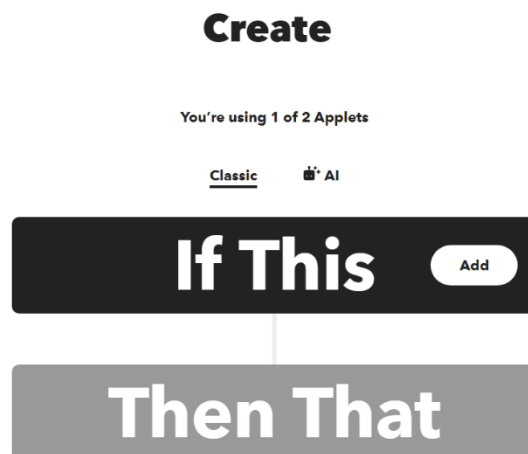 Create
You're using 1 of 2 Applets
Classic AI
If This Add
Then That